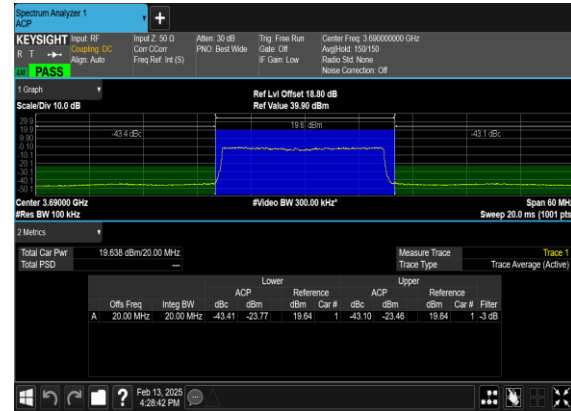 Spectrum Analyzer 1
ACP
KEYSIGHT Input: RF Input Z: 50 Ω Atten: 30 dB Trig: Free Run Center Freq: 3.690000000 GHz
R T Coupling: DC Corr CCorr PNO: Best Wide Gate: Off Avg|Hold: 150/150
Align: Auto Freq Ref: Int (S) IF Gain: Low Radio Std: None
LW PASS Noise Correction: Off
1 Graph
Ref Lvl Offset 18.80 dB
Scale/Div 10.0 dB Ref Value 39.90 dBm
29.9
19.9 19.6 dBm
9.90 -43.4 dBc -43.1 dBc
-0.10
-10.1
-20.1
-30.1
-40.1
-50.1
Center 3.69000 GHz #Video BW 300.00 kHz* Span 60 MHz
#Res BW 100 kHz Sweep 20.0 ms (1001 pts
2 Metrics
Total Car Pwr 19.638 dBm/20.00 MHz Measure Trace Trace 1
Total PSD --- Trace Type Trace Average (Active)
Lower Upper
ACP Reference ACP Reference
Offs Freq Integ BW dBc dBm dBm Car # dBc dBm dBm Car # Filter
A 20.00 MHz 20.00 MHz -43.41 -23.77 19.64 1 -43.10 -23.46 19.64 1 -3 dB
Feb 13, 2025
4:28:42 PM